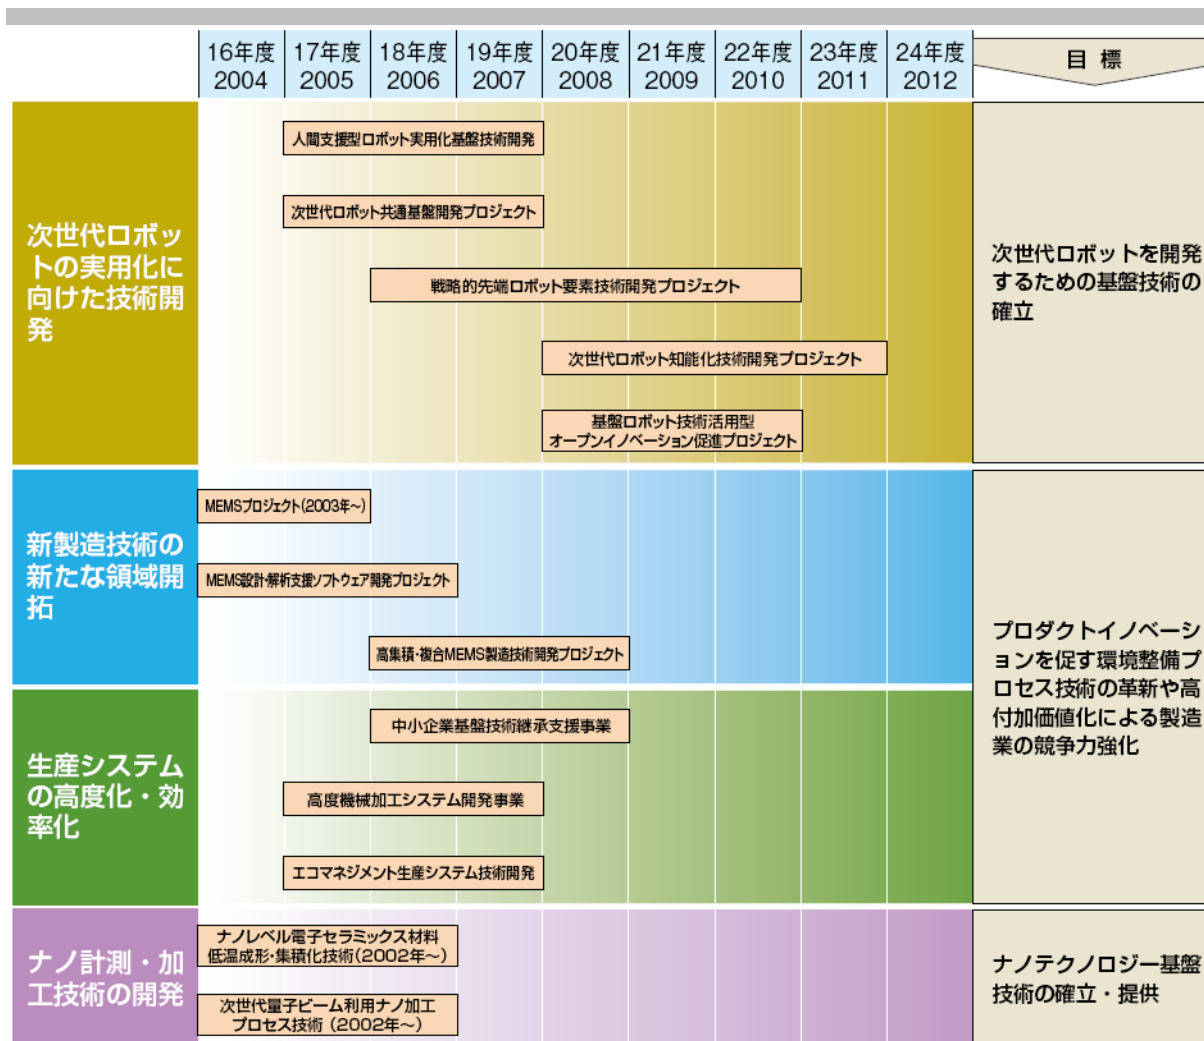 16年度 17年度 18年度 19年度 20年度 21年度 22年度 23年度 24年度
2004 2005 2006 2007 2008 2009 2010 2011 2012
目 標
次世代ロボッ
トの実用化に
向けた技術開
発
人間支援型ロボット実用化基盤技術開発
次世代ロボット共通基盤開発プロジェクト
戦略的先端ロボット要素技術開発プロジェクト
次世代ロボット知能化技術開発プロジェクト
基盤ロボット技術活用型
オープンイノベーション促進プロジェクト
次世代ロボットを開発
するための基盤技術の
確立
新製造技術の
新たな領域開
拓
MEMSプロジェクト(2003年〜)
MEMS設計・解析支援ソフトウェア開発プロジェクト
高集積・複合MEMS製造技術開発プロジェクト
生産システム
の高度化・効
率化
中小企業基盤技術継承支援事業
高度機械加工システム開発事業
エコマネジメント生産システム技術開発
プロダクトイノベーシ
ョンを促す環境整備プ
ロセス技術の革新や高
付加価値化による製造
業の競争力強化
ナノ計測・加
工技術の開発
ナノレベル電子セラミックス材料
低温成形・集積化技術(2002年〜)
次世代量子ビーム利用ナノ加工
プロセス技術 (2002年〜)
ナノテクノロジー基盤
技術の確立・提供